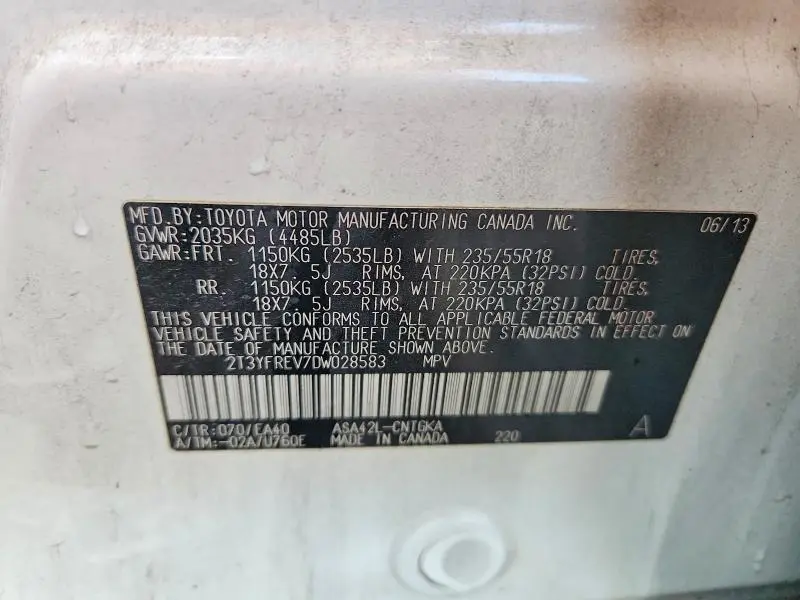 MFD.BY:TOYOTA MOTOR MANUFACTURING CANADA INC. 06/13
GVWR:2035KG (4485LB)
GAWR:FRT. 1150KG (2535LB) WITH 235/55R18 TIRES,
18X7 5J RIMS, AT 220KPA (32PSI) COLD.
RR. 1150KG (2535LB) WITH 235/55R18 TIRES,
18X7 5J RIMS, AT 220KPA (32PSI) COLD.
THIS VEHICLE CONFORMS TO ALL APPLICABLE FEDERAL MOTOR
VEHICLE SAFETY AND THEFT PREVENTION STANDARDS IN EFFECT ON
THE DATE OF MANUFACTURE SHOWN ABOVE.
2T3YFREV7DW028583 MPV
C/TR:070/EA40 ASA42L-CNTGKA
A/TM:-02A/U760E MADE IN CANADA 220 A